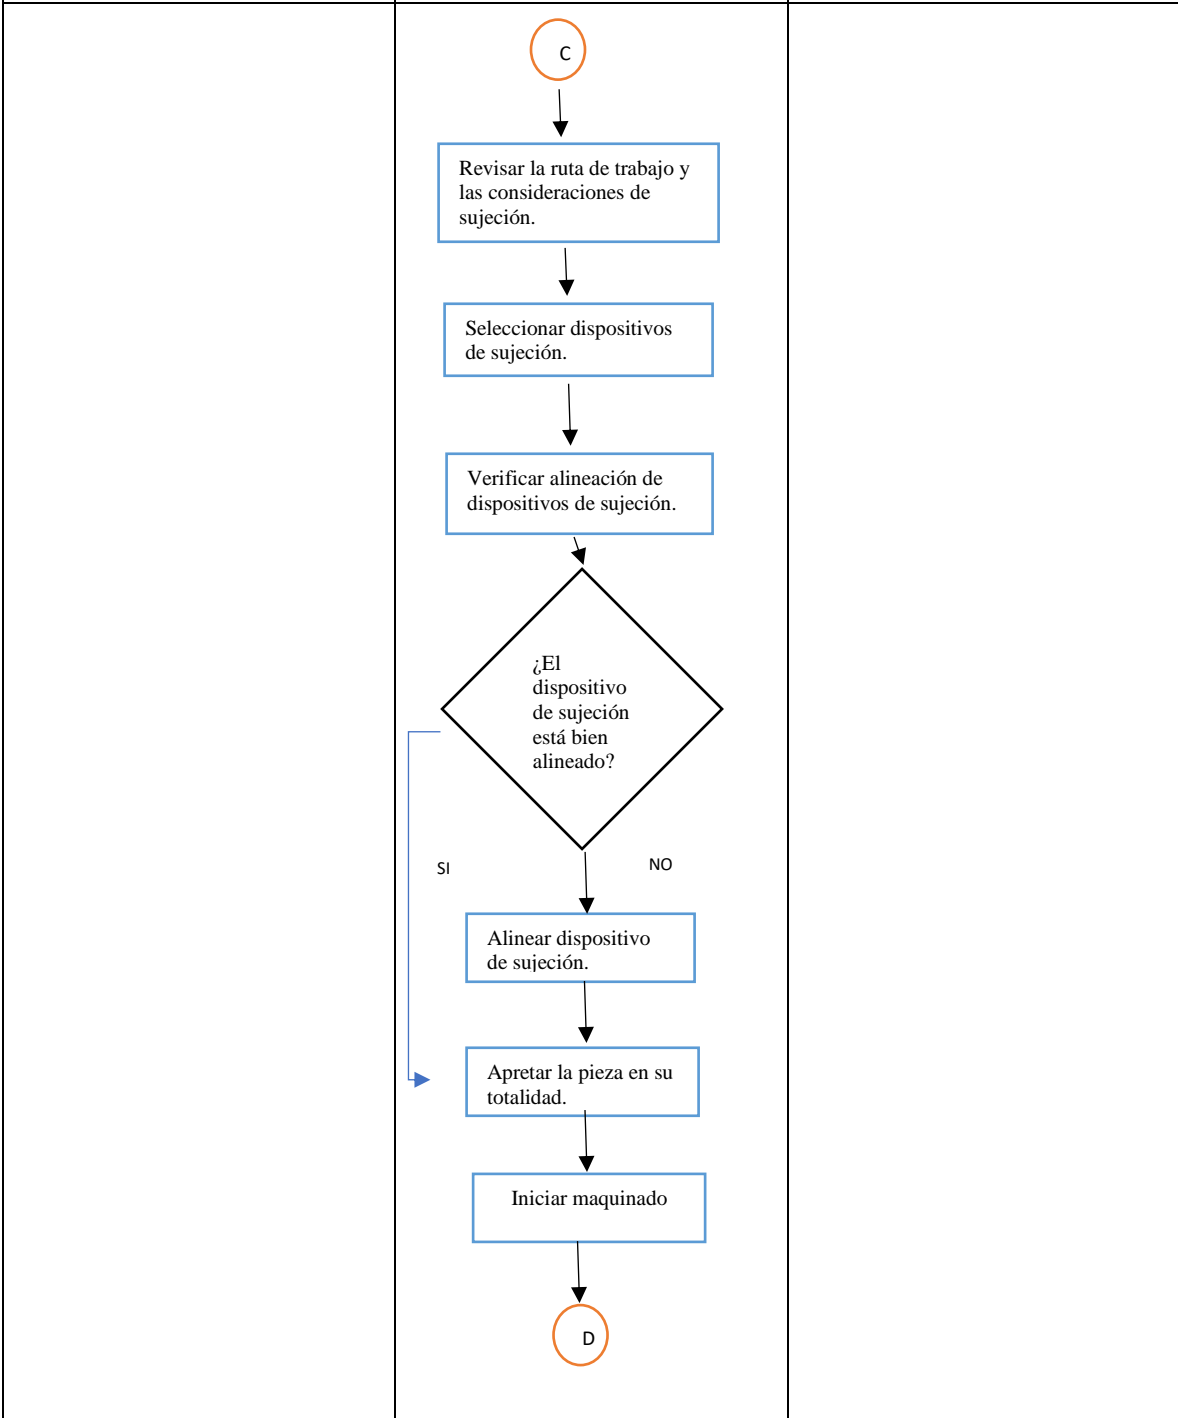 C
Revisar la ruta de trabajo y
las consideraciones de
sujeción.
Seleccionar dispositivos
de sujeción.
Verificar alineación de
dispositivos de sujeción.
¿El
dispositivo
de sujeción
está bien
alineado?
SI
NO
Alinear dispositivo
de sujeción.
Apretar la pieza en su
totalidad.
Iniciar maquinado
D